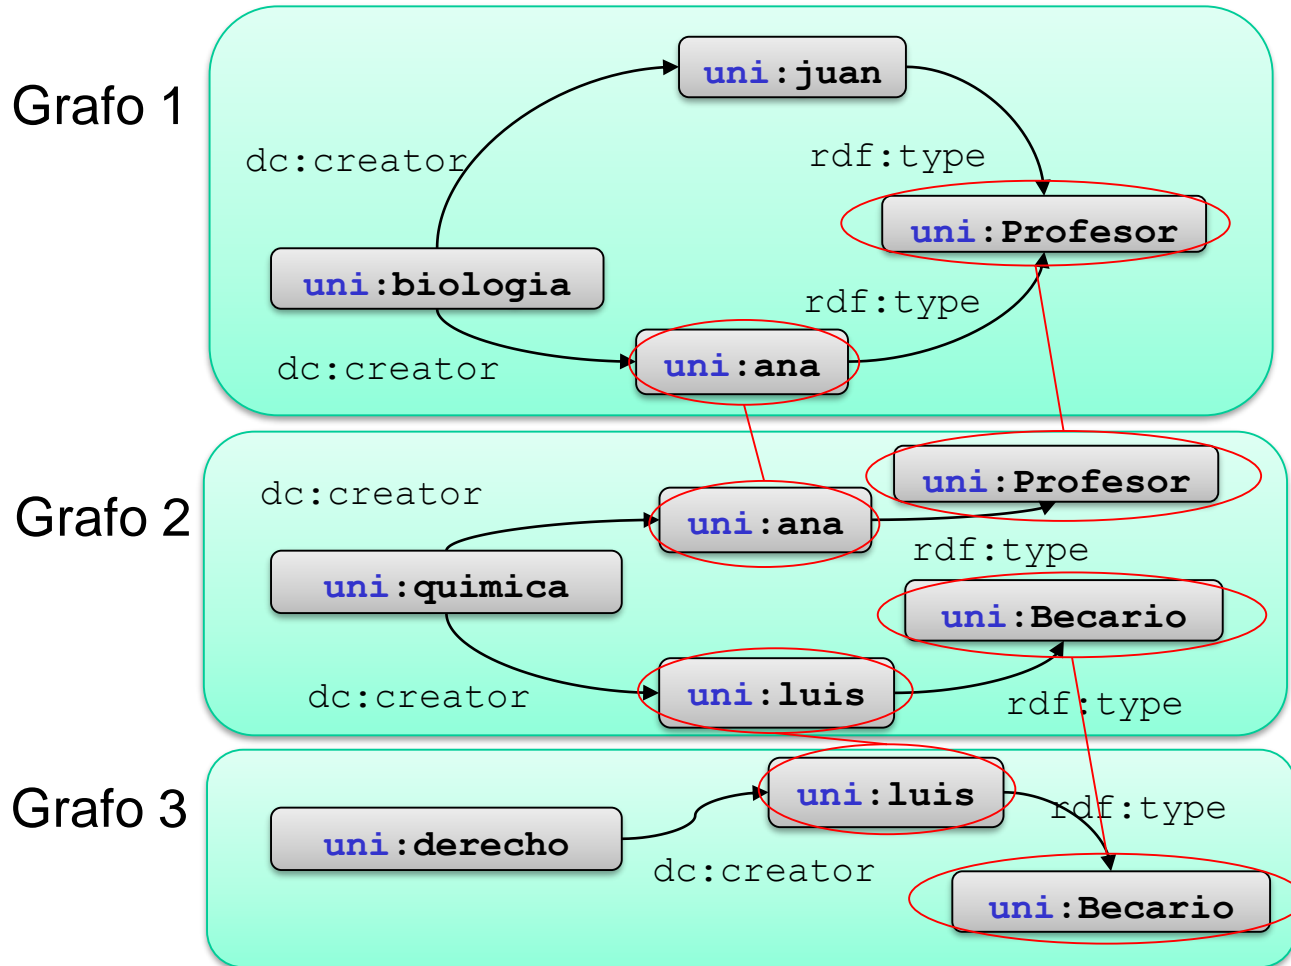 Grafo 1
uni:juan
dc:creator
rdf:type
uni:Profesor
uni:biologia
rdf:type
dc:creator
uni:ana
Grafo 2
uni:Profesor
dc:creator
uni:ana
rdf:type
uni:quimica
uni:Becario
dc:creator
uni:luis
rdf:type
Grafo 3
uni:luis
rdf:type
uni:derecho
dc:creator
uni:Becario